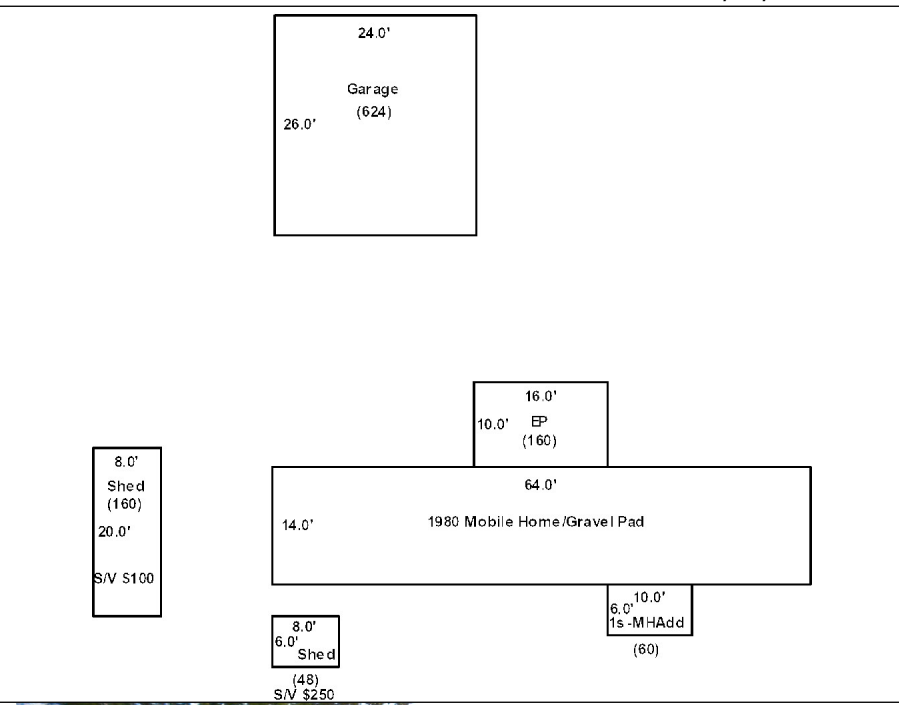 24.0'
Garage
(624)
26.0'
16.0'
10.0' EP
(160)
8.0'
Shed
(160)
20.0'
S/V S100
64.0'
14.0'
1980 Mobile Home/Gravel Pad
8.0'
6.0'
Shed
(48)
S/V $250
10.0'
6.0'
1s-MHAdd
(60)